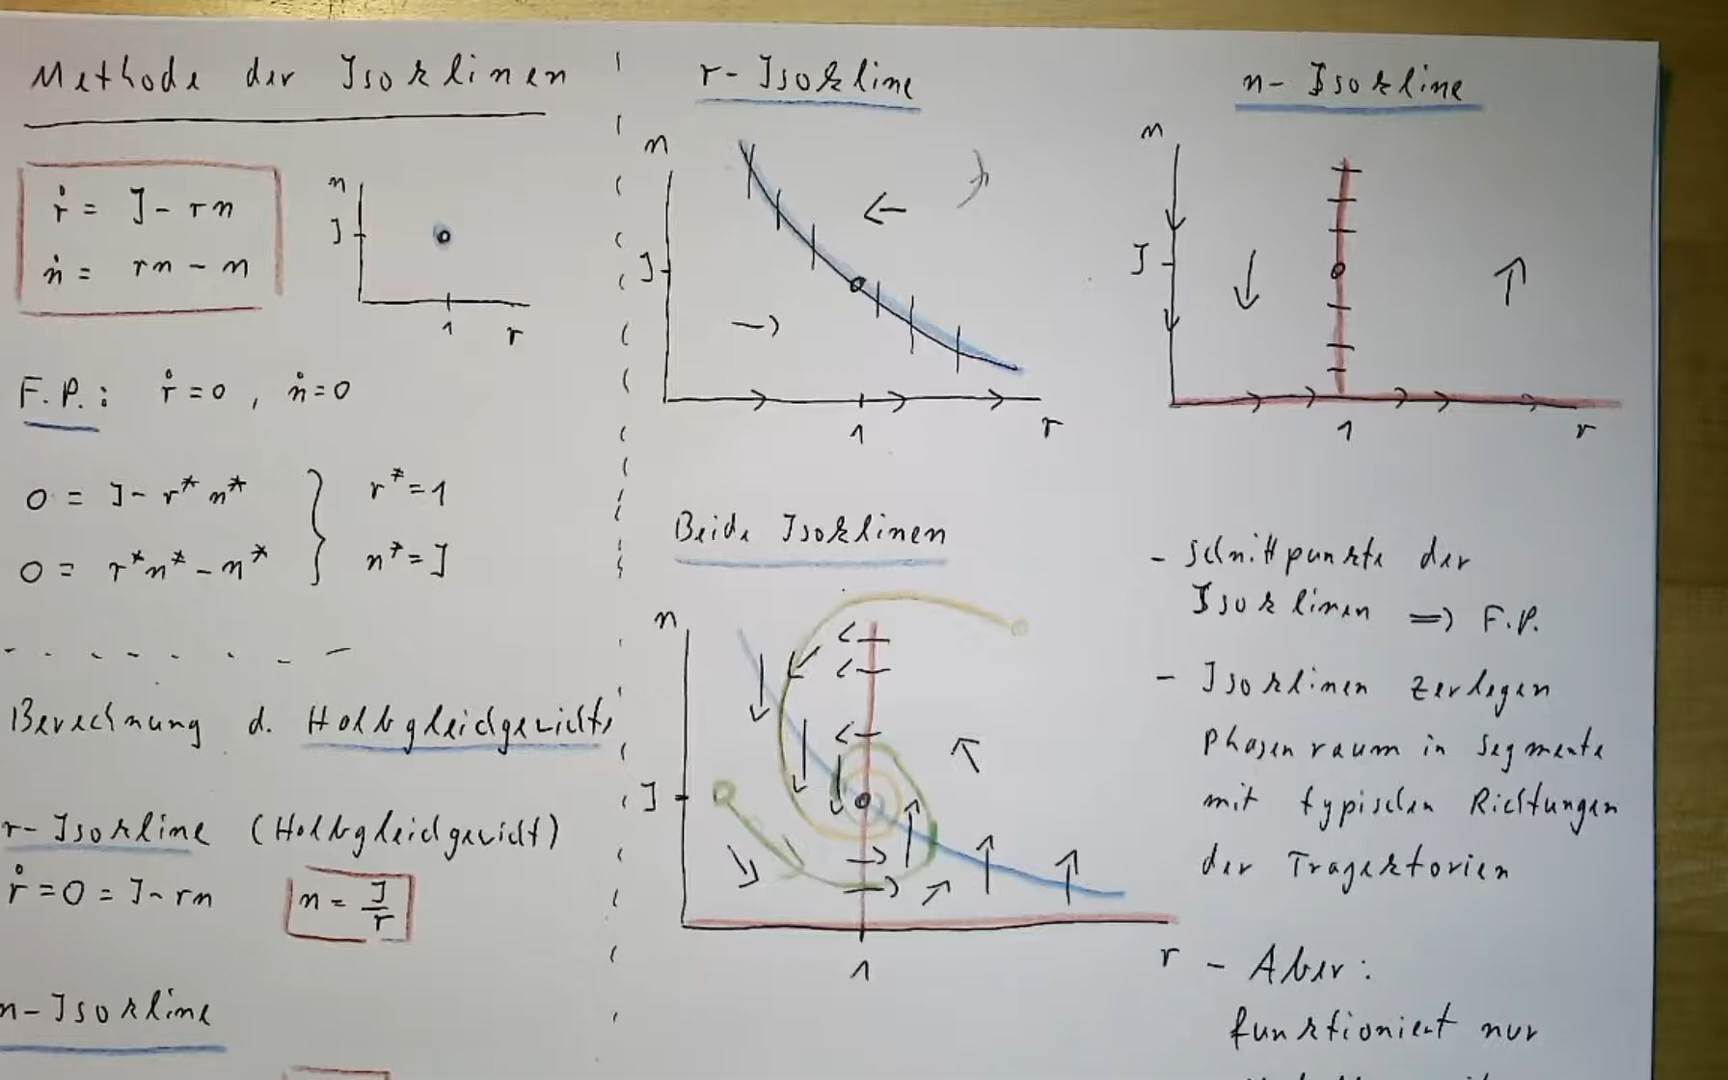 Methode der Isoklinen
ṙ = J - rn
ṅ = rn - n
n
J
1
r
F.P.: ṙ = 0, ṅ = 0
0 = J - r* n*
0 = r*n* - n*
r* = 1
n* = J
Berechnung d. Halbgleichgewichts
r-Isokline (Halbgleichgewicht)
ṙ = 0 = J - rn
n = J/r
n-Isokline
r-Isokline
n
J
1
r
n-Isokline
n
J
1
r
Beide Isoklinen
n
J
1
r
- Schnittpunkte der
Isoklinen => F.P.
- Isoklinen zerlegen
Phasenraum in Segmente
mit typischen Richtungen
der Trajektorien
- Aber:
funktioniert nur